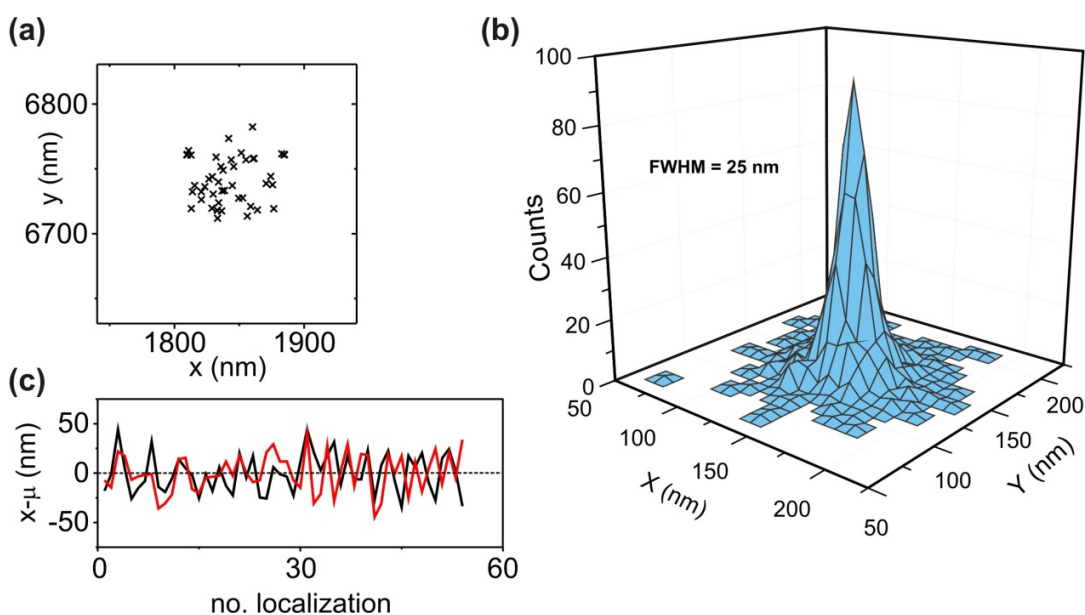 (a)
6800
6700
y (nm)
1800
1900
x (nm)
(b)
100
80
60
40
20
0
Counts
FWHM = 25 nm
50
100
150
200
X (nm)
50
100
150
200
Y (nm)
(c)
50
0
-50
x-μ (nm)
0
30
60
no. localization